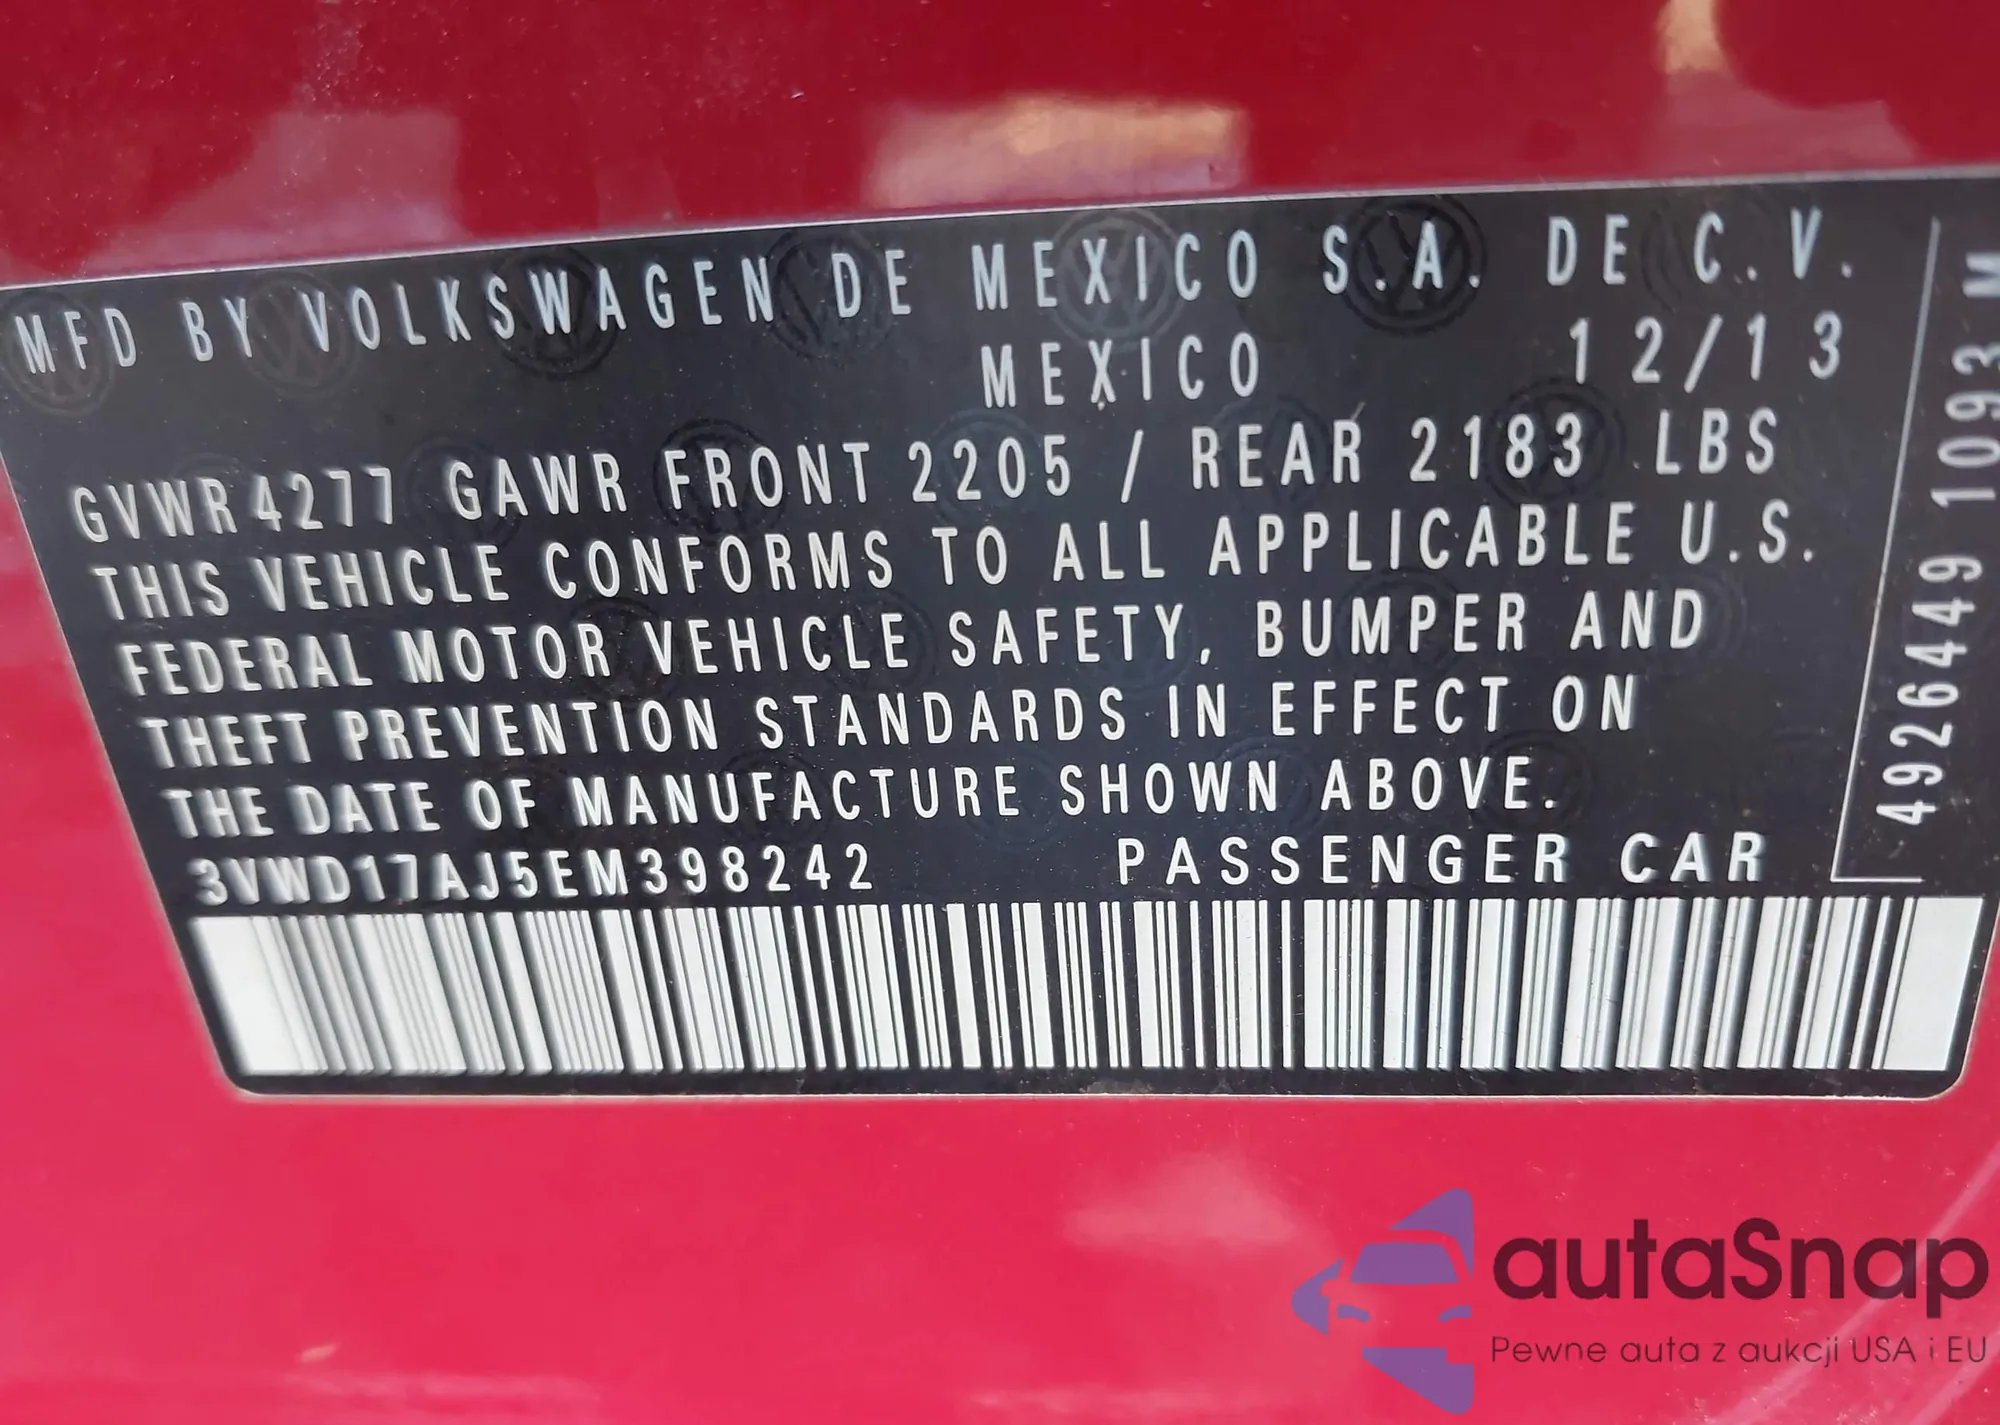 MFD BY VOLKSWAGEN DE MEXICO S.A. DE C.V.
MEXICO 12/13
GVWR 4277 GAWR FRONT 2205 / REAR 2183 LBS
THIS VEHICLE CONFORMS TO ALL APPLICABLE U.S.
FEDERAL MOTOR VEHICLE SAFETY, BUMPER AND
THEFT PREVENTION STANDARDS IN EFFECT ON
THE DATE OF MANUFACTURE SHOWN ABOVE.
3VWD17AJ5EM398242 PASSENGER CAR
4926449 1093 M
autaSnap
Pewne auta z aukcji USA i EU